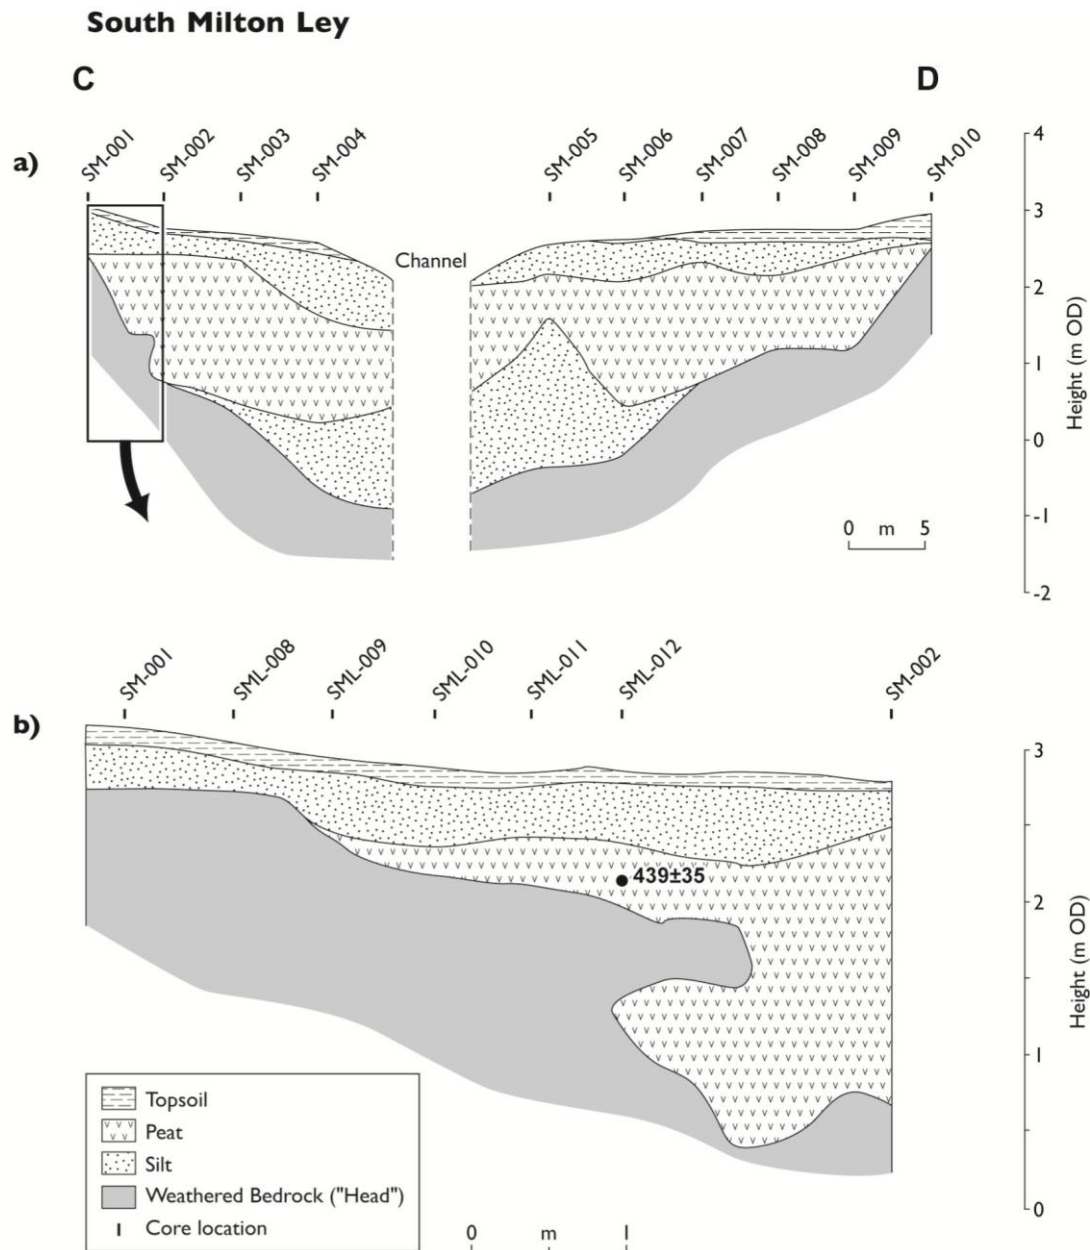 South Milton Ley
C
D
a)
SM-001
SM-002
SM-003
SM-004
SM-005
SM-006
SM-007
SM-008
SM-009
SM-010
4
3
2
1
0
-1
-2
Height (m OD)
Channel
0 m 5
b)
SM-001
SML-008
SML-009
SML-010
SML-011
SML-012
SM-002
3
2
1
0
Height (m OD)
439±35
Topsoil
Peat
Silt
Weathered Bedrock ("Head")
Core location
0 m 1